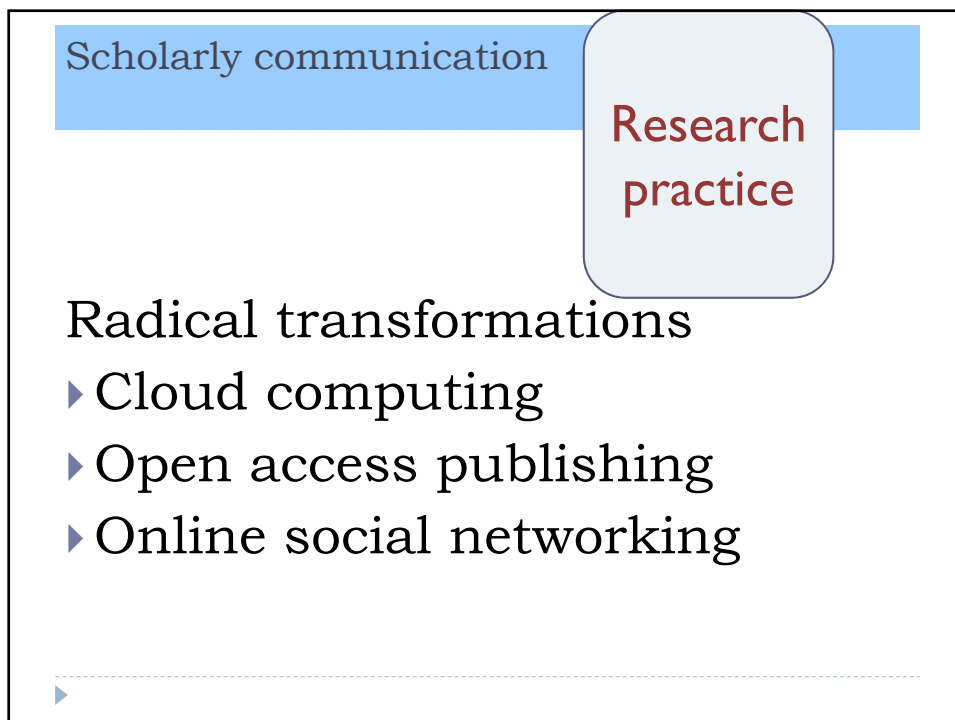 Scholarly communication
Research
practice
Radical transformations
Cloud computing
Open access publishing
Online social networking